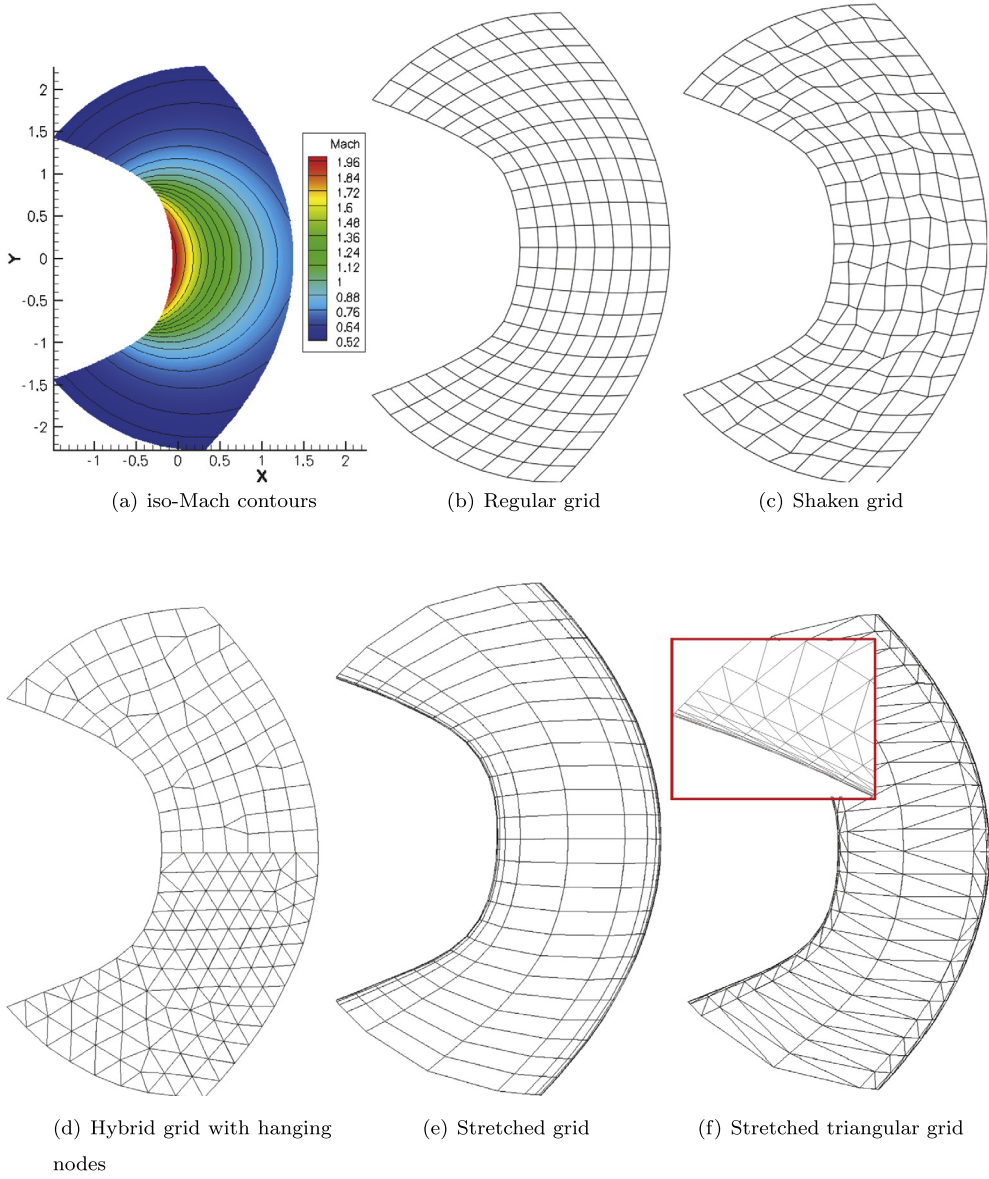 2
1.5
1
0.5
0
-0.5
-1
-1.5
-2
Y
-1 -0.5 0 0.5 1 1.5 2
X
Mach
1.96
1.84
1.72
1.6
1.48
1.36
1.24
1.12
1
0.88
0.76
0.64
0.52
(a) iso-Mach contours
(b) Regular grid
(c) Shaken grid
(d) Hybrid grid with hanging
nodes
(e) Stretched grid
(f) Stretched triangular grid